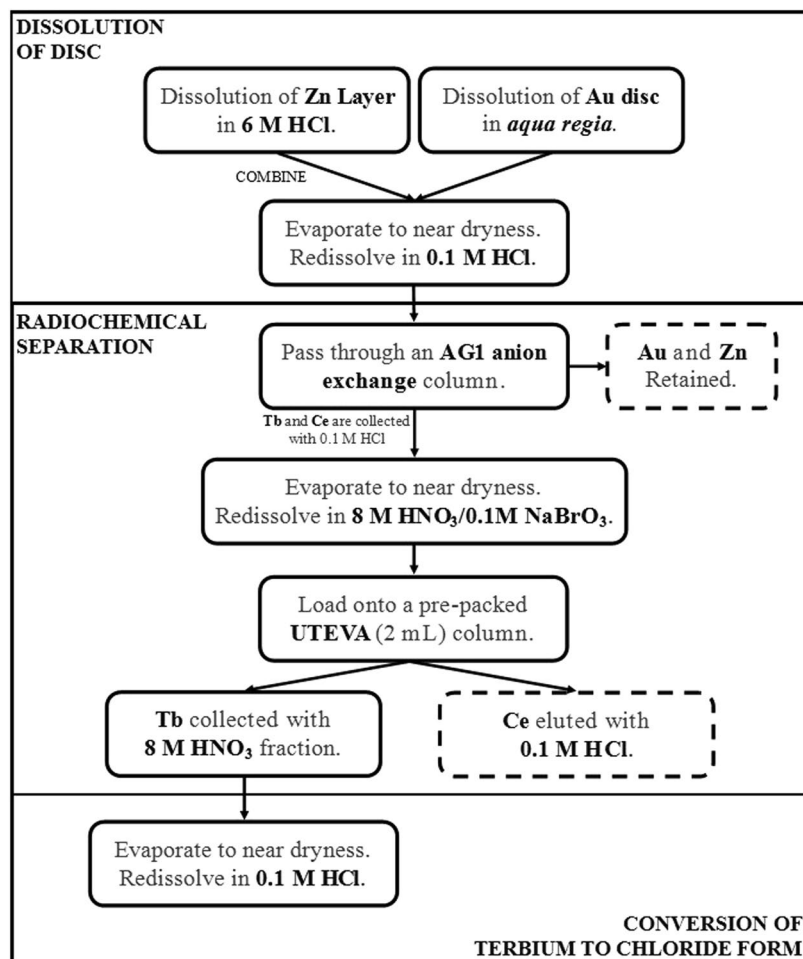 DISSOLUTION
OF DISC
Dissolution of Zn Layer
in 6 M HCl.
Dissolution of Au disc
in aqua regia.
COMBINE
Evaporate to near dryness.
Redissolve in 0.1 M HCl.
RADIOCHEMICAL
SEPARATION
Pass through an AG1 anion
exchange column.
Au and Zn
Retained.
Tb and Ce are collected
with 0.1 M HCl
Evaporate to near dryness.
Redissolve in 8 M HNO₃/0.1M NaBrO₃.
Load onto a pre-packed
UTEVA (2 mL) column.
Tb collected with
8 M HNO₃ fraction.
Ce eluted with
0.1 M HCl.
Evaporate to near dryness.
Redissolve in 0.1 M HCl.
CONVERSION OF
TERBIUM TO CHLORIDE FORM